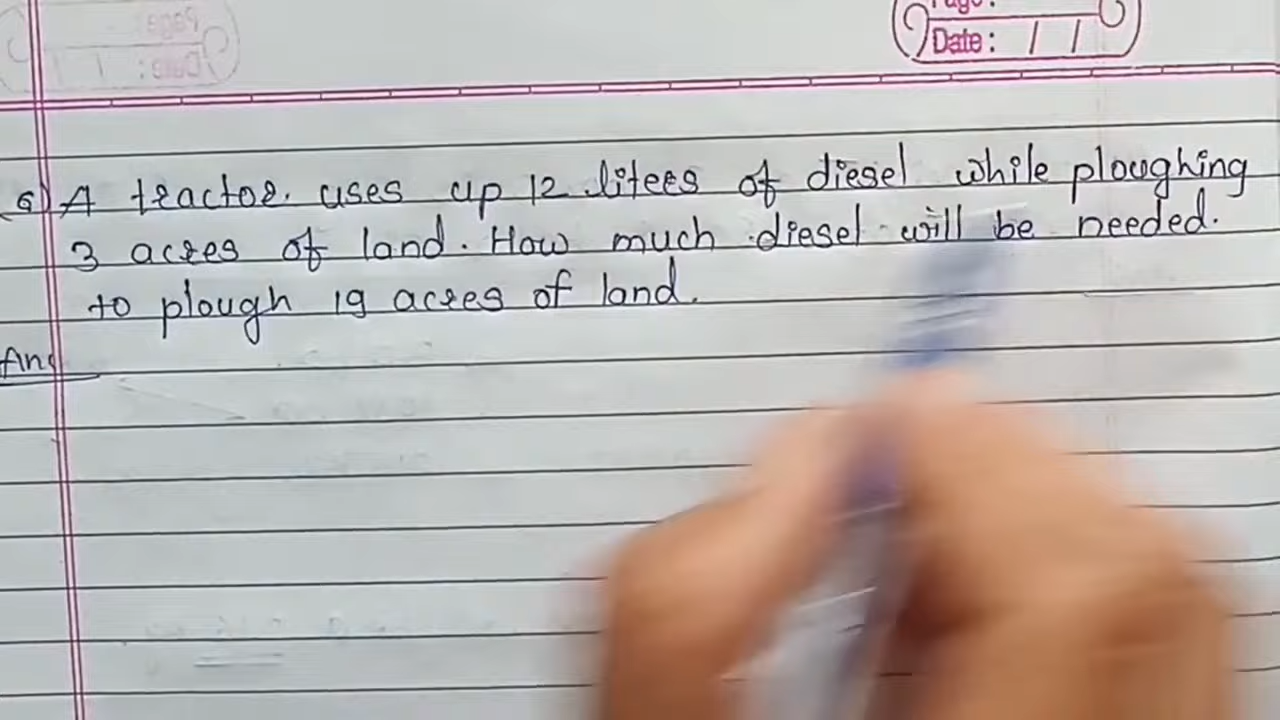 Date: / /
6) A tractor. uses up 12 liters of diesel while ploughing
3 acres of land. How much diesel will be needed.
to plough 19 acres of land.
Ans